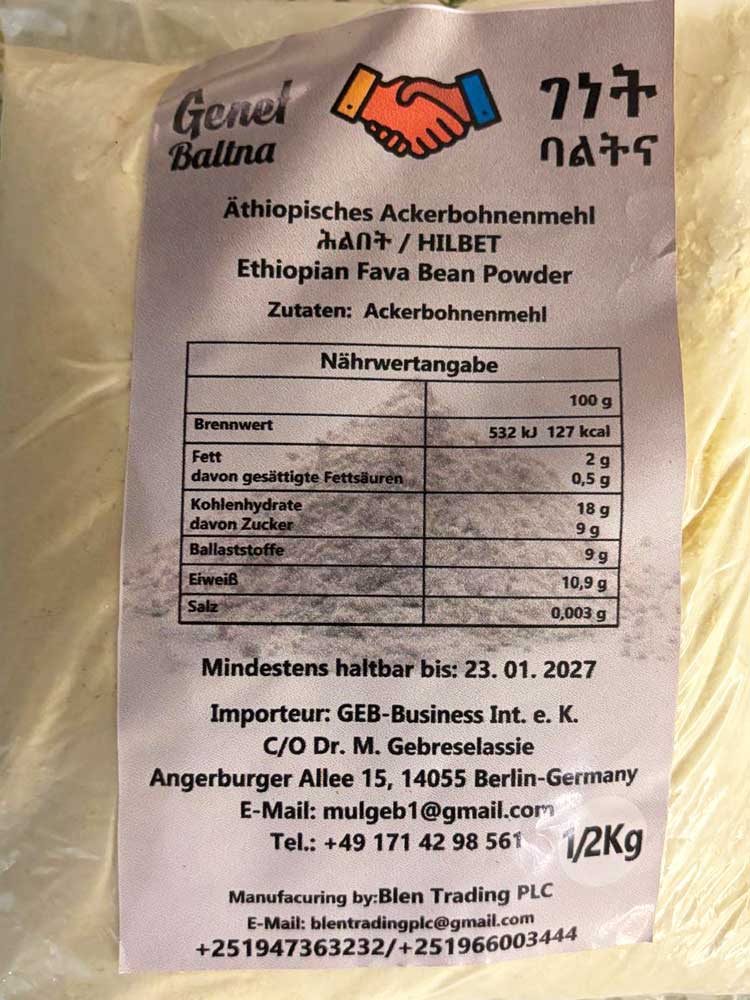 Genet ገነት
Baltna ባልትና
Äthiopisches Ackerbohnenmehl
ሕልበት / HILBET
Ethiopian Fava Bean Powder
Zutaten: Ackerbohnenmehl
Nährwertangabe
100 g
Brennwert 532 kJ 127 kcal
Fett 2 g
davon gesättigte Fettsäuren 0,5 g
Kohlenhydrate 18 g
davon Zucker 9 g
Ballaststoffe 9 g
Eiweiß 10,9 g
Salz 0,003 g
Mindestens haltbar bis: 23. 01. 2027
Importeur: GEB-Business Int. e. K.
C/O Dr. M. Gebreselassie
Angerburger Allee 15, 14055 Berlin-Germany
E-Mail: mulgeb1@gmail.com
Tel.: +49 171 42 98 561
1/2Kg
Manufacuring by:Blen Trading PLC
E-Mail: blentradingplc@gmail.com
+251947363232/+251966003444